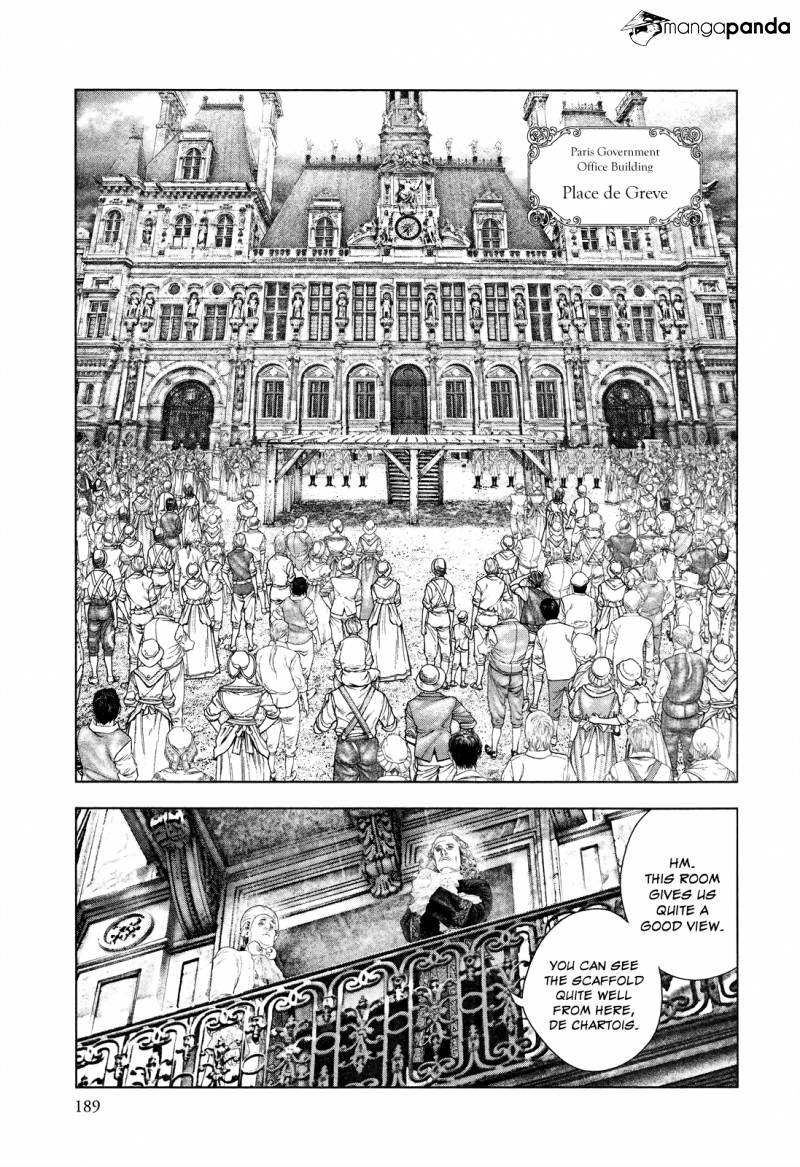 mangapanda
Paris Government
Office Building
Place de Greve
HM.
THIS ROOM
GIVES US
QUITE A
GOOD VIEW.
YOU CAN SEE
THE SCAFFOLD
QUITE WELL
FROM HERE,
DE CHARTOIS.
189